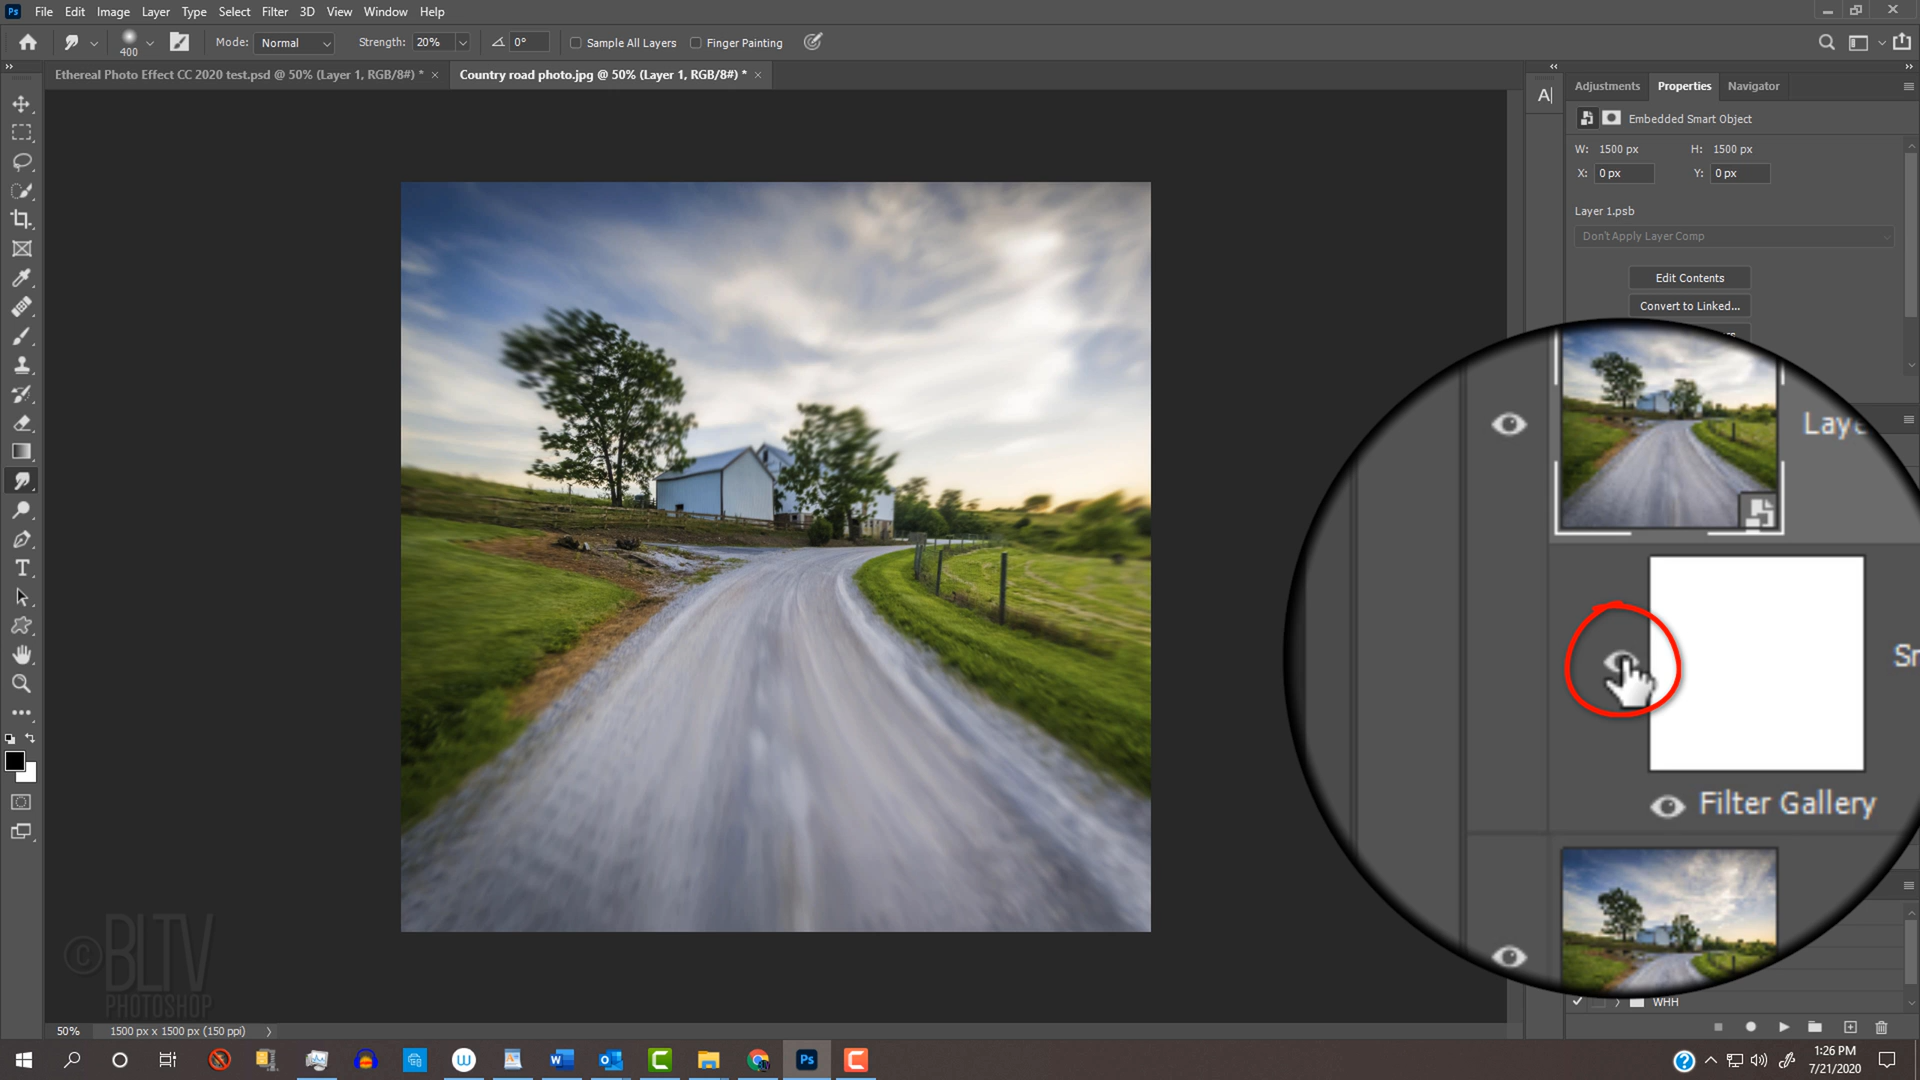 Ps File Edit Image Layer Type Select Filter 3D View Window Help
400 Mode: Normal Strength: 20% 0° Sample All Layers Finger Painting
Ethereal Photo Effect CC 2020 test.psd @ 50% (Layer 1, RGB/8#) * × Country road photo.jpg @ 50% (Layer 1, RGB/8#) * ×
Adjustments Properties Navigator
Embedded Smart Object
W: 1500 px H: 1500 px
X: 0 px Y: 0 px
Layer 1.psb
Don't Apply Layer Comp
Edit Contents
Convert to Linked...
Laye
Sr
Filter Gallery
WHH
© BLTV
PHOTOSHOP
50% 1500 px x 1500 px (150 ppi)
1:26 PM
7/21/2020